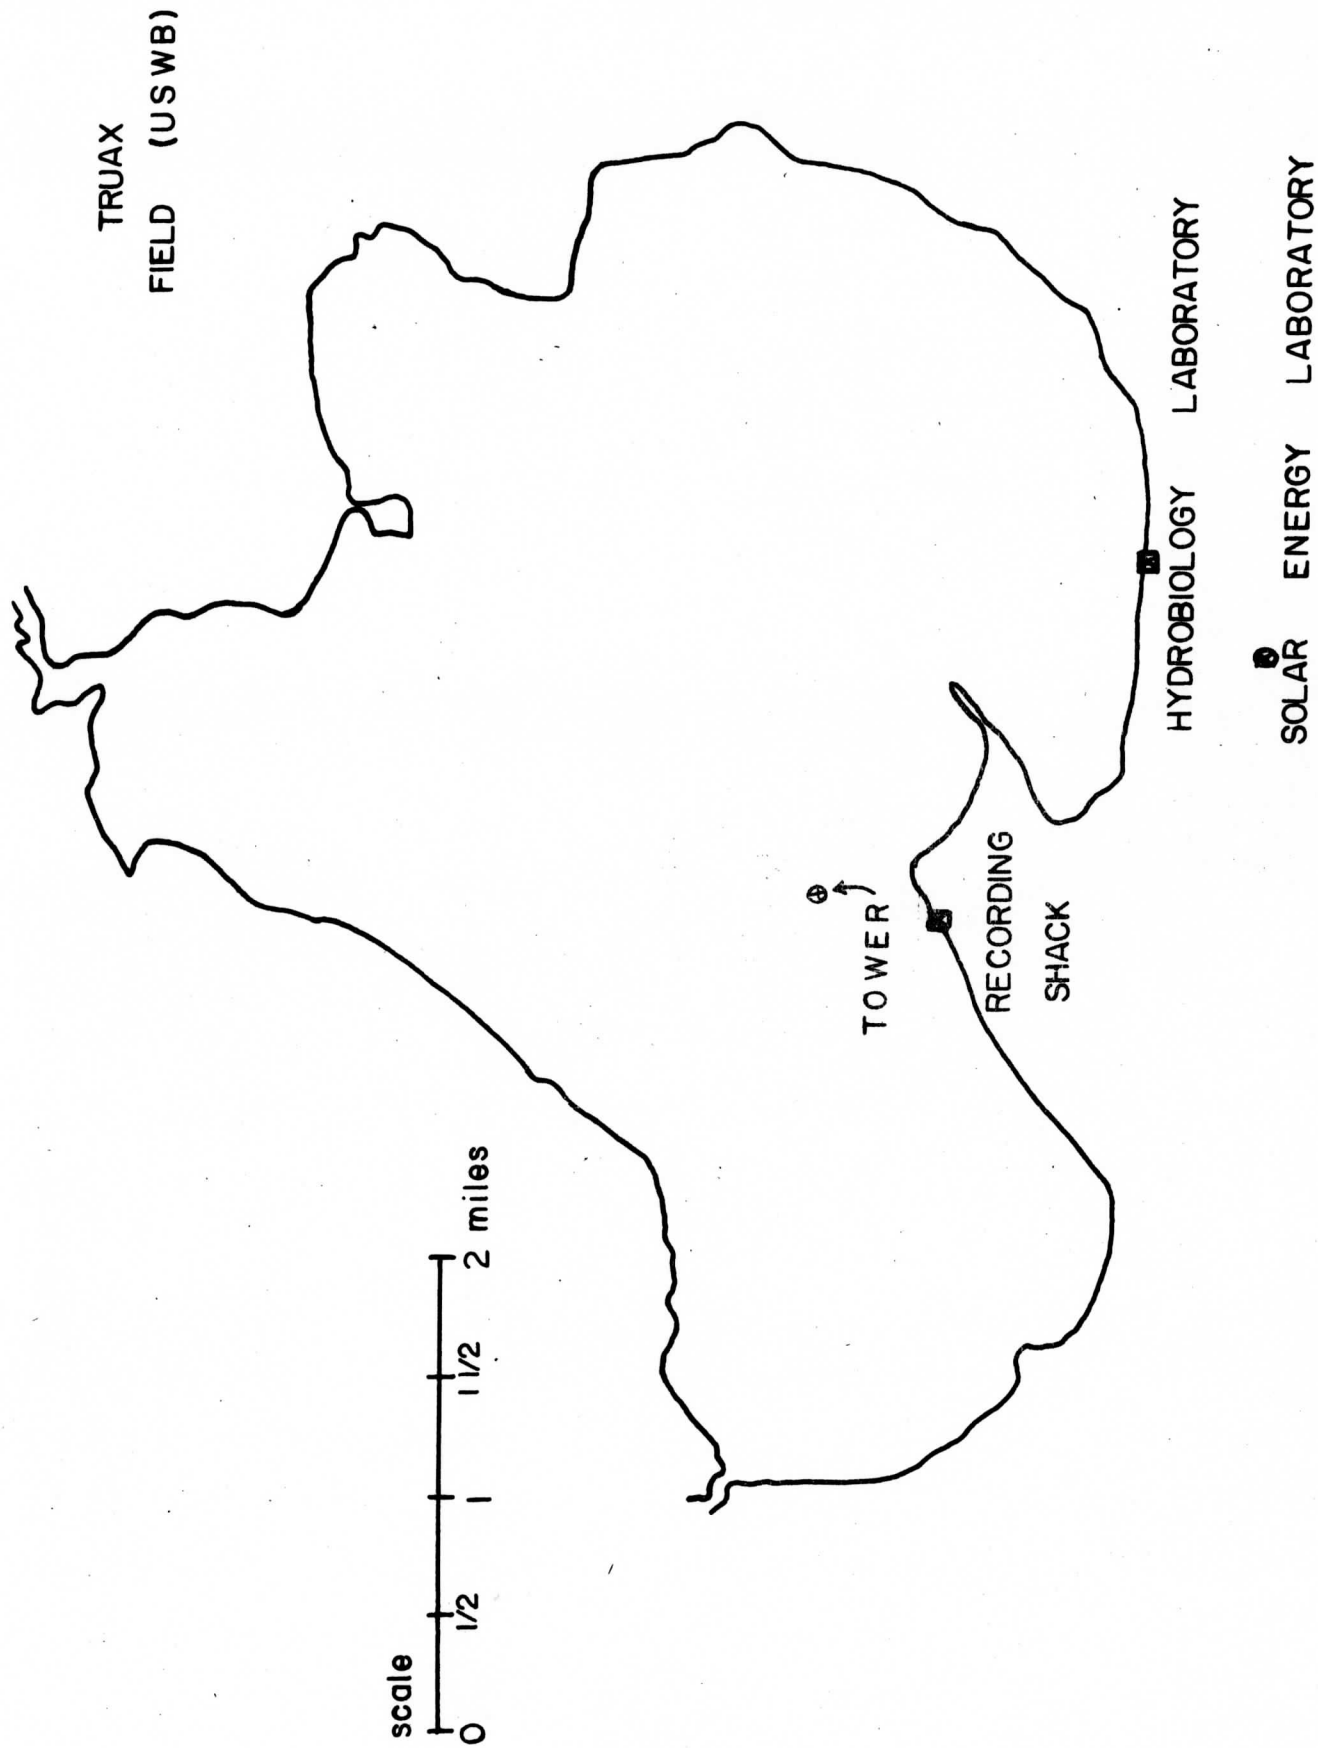 TRUAX
FIELD (USWB)
scale
0 1/2 1 1 1/2 2 miles
TOWER
RECORDING
SHACK
HYDROBIOLOGY LABORATORY
SOLAR ENERGY LABORATORY